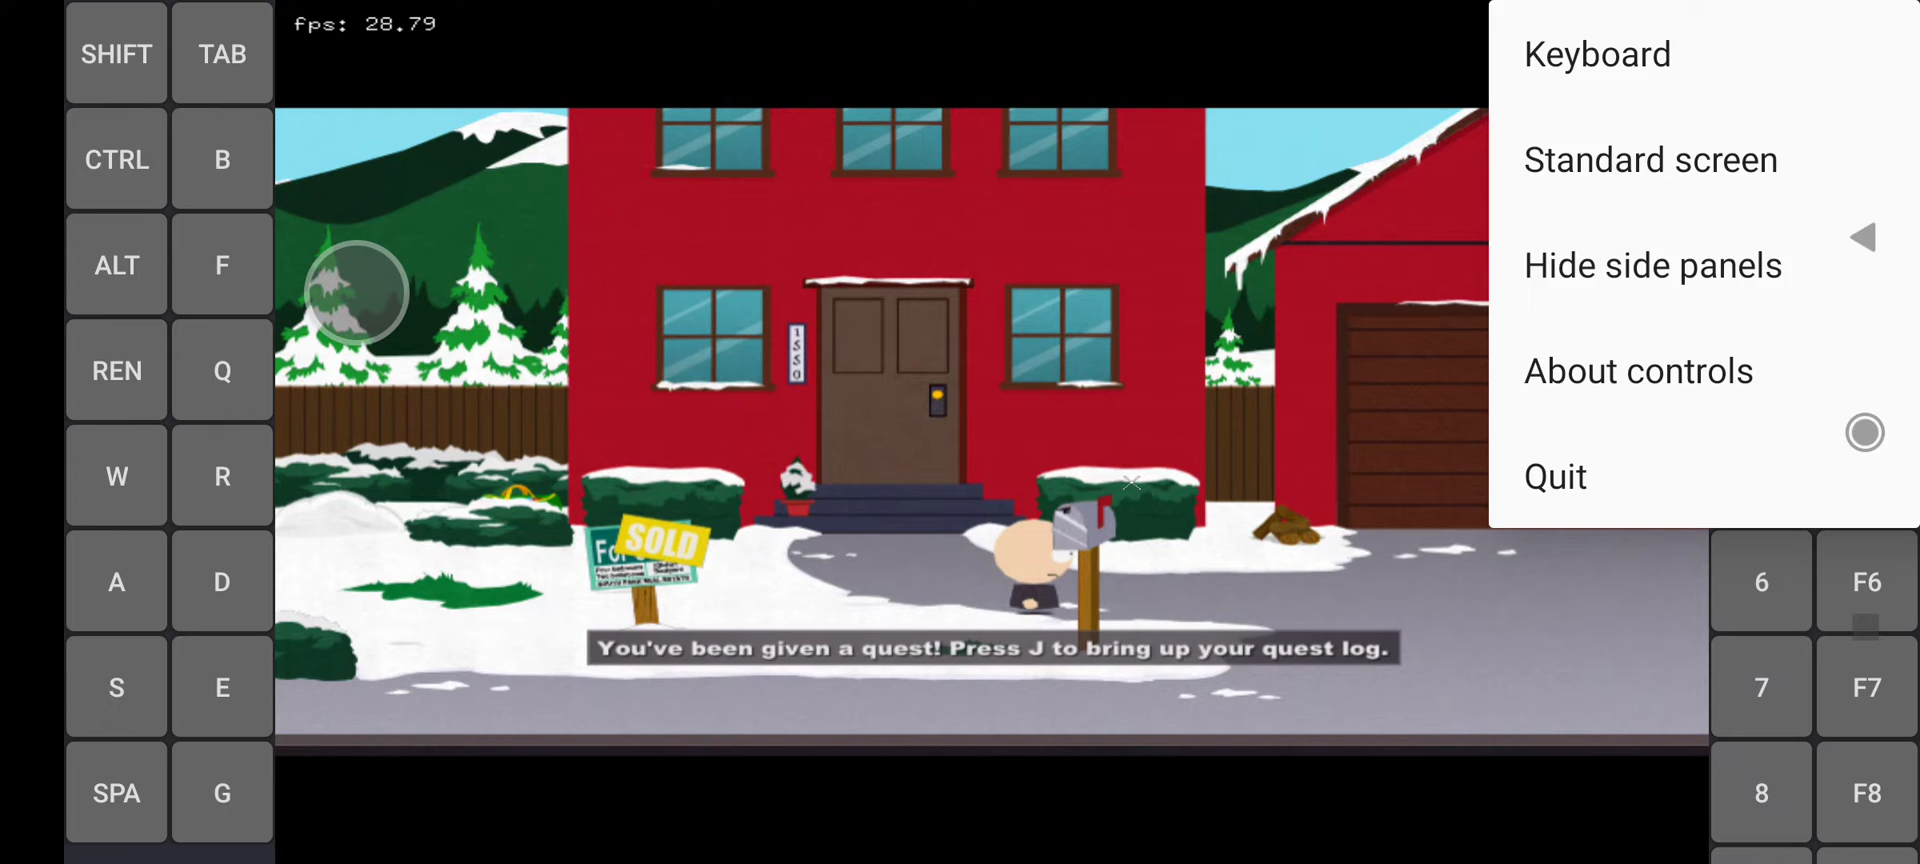 fps: 28.79
SHIFT
TAB
CTRL
B
ALT
F
REN
Q
W
R
A
D
S
E
SPA
G
Keyboard
Standard screen
Hide side panels
About controls
Quit
1550
SOLD
You've been given a quest! Press J to bring up your quest log.
6
F6
7
F7
8
F8